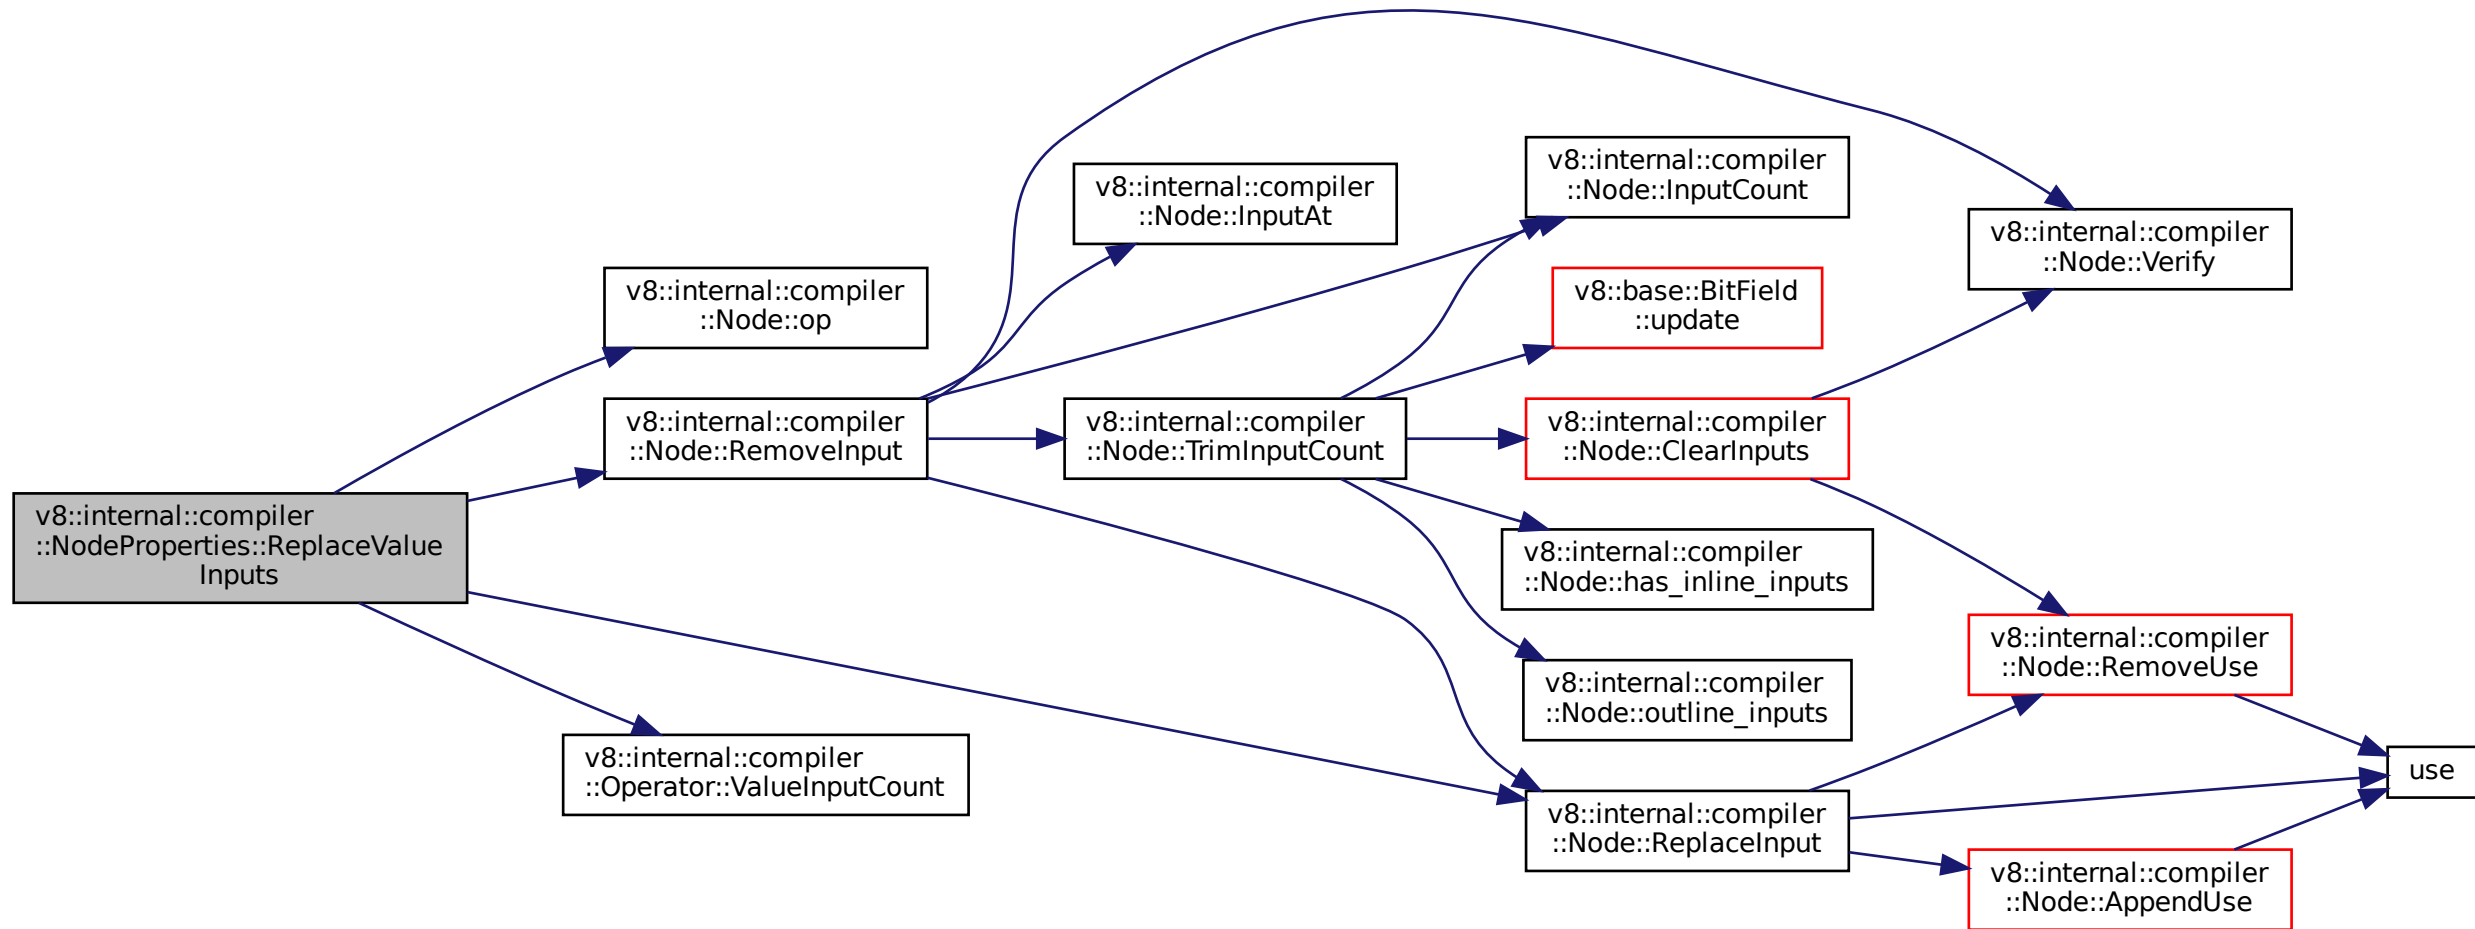 v8::internal::compiler
::NodeProperties::ReplaceValue
Inputs
v8::internal::compiler
::Node::op
v8::internal::compiler
::Node::RemoveInput
v8::internal::compiler
::Operator::ValueInputCount
v8::internal::compiler
::Node::InputAt
v8::internal::compiler
::Node::TrimInputCount
v8::internal::compiler
::Node::InputCount
v8::base::BitField
::update
v8::internal::compiler
::Node::ClearInputs
v8::internal::compiler
::Node::has_inline_inputs
v8::internal::compiler
::Node::outline_inputs
v8::internal::compiler
::Node::ReplaceInput
v8::internal::compiler
::Node::Verify
v8::internal::compiler
::Node::RemoveUse
v8::internal::compiler
::Node::AppendUse
use